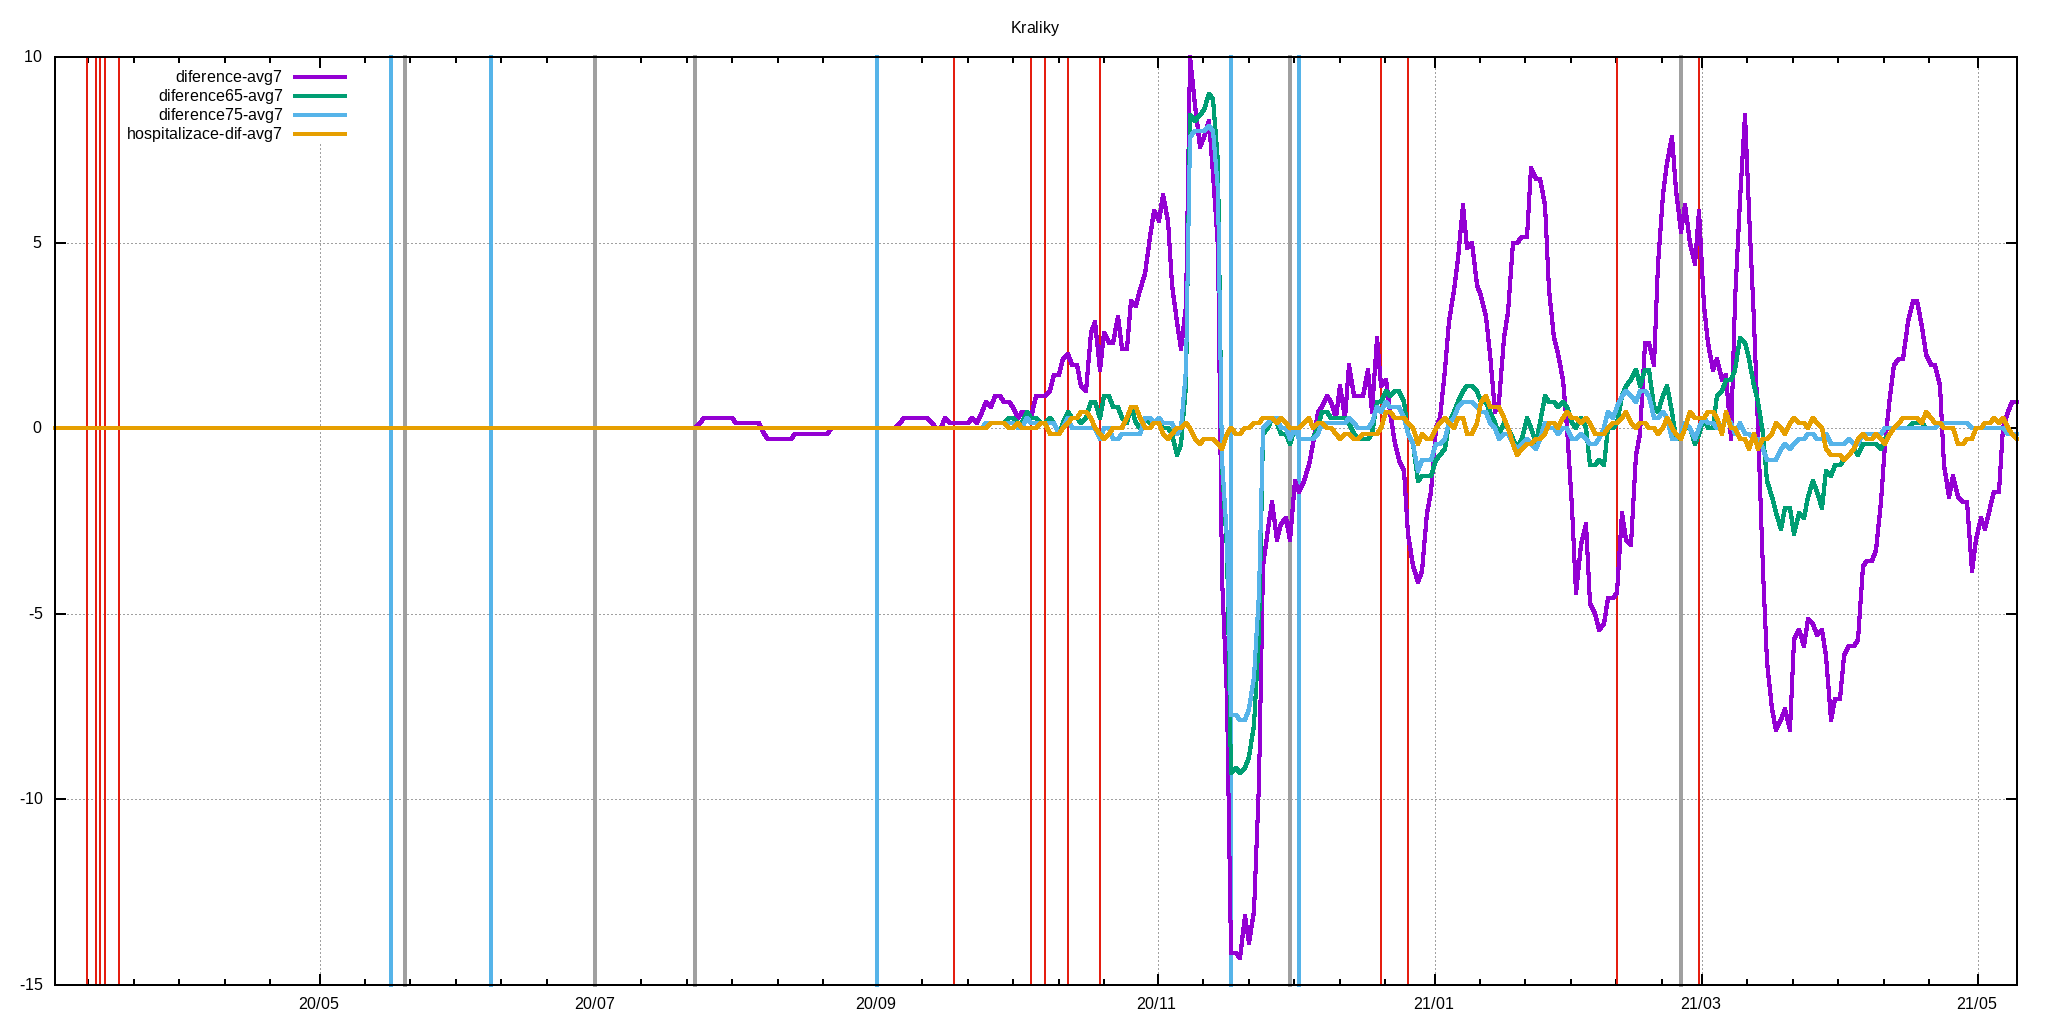 Kraliky
diference-avg7
diference65-avg7
diference75-avg7
hospitalizace-dif-avg7
10
5
0
-5
-10
-15
20/05 20/07 20/09 20/11 21/01 21/03 21/05